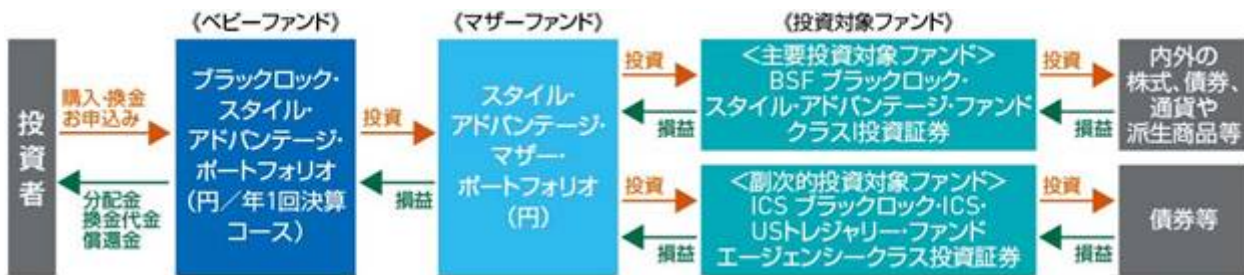 《ベビーファンド》
《マザーファンド》
《投資対象ファンド》
投資者
購入・換金
お申込み
分配金
換金代金
償還金
ブラックロック・
スタイル・
アドバンテージ・
ポートフォリオ
(円/年1回決算
コース)
投資
損益
スタイル・
アドバンテージ・
マザー・
ポートフォリオ
(円)
投資
損益
<主要投資対象ファンド>
BSF ブラックロック・
スタイル・アドバンテージ・ファンド
クラスI投資証券
投資
損益
内外の
株式、債券、
通貨や
派生商品等
投資
損益
<副次的投資対象ファンド>
ICS ブラックロック・ICS・
USトレジャリー・ファンド
エージェンシークラス投資証券
投資
損益
債券等